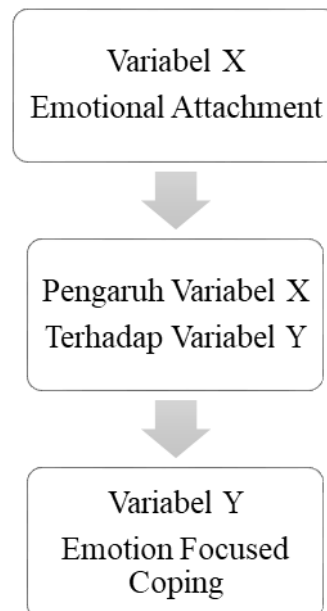 Variabel X
Emotional Attachment
Pengaruh Variabel X
Terhadap Variabel Y
Variabel Y
Emotion Focused
Coping